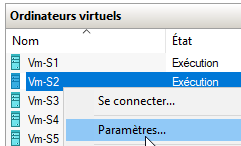 Ordinateurs virtuels
Nom État
Vm-S1 Exécution
Vm-S2 Exécution
Vm-S3
Se connecter...
Vm-S4
Paramètres...
Vm-S5